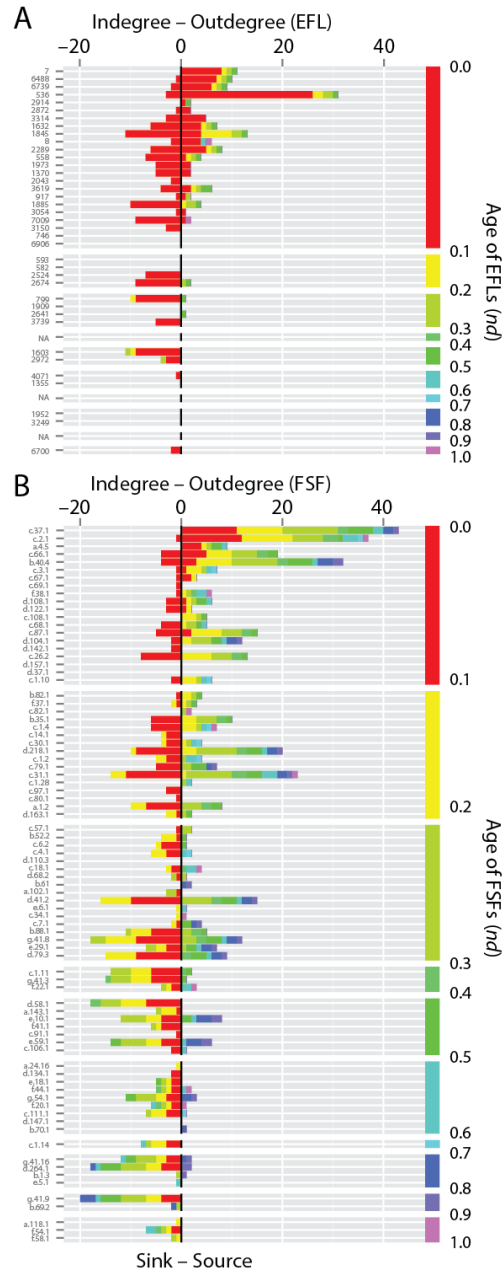 A
Indegree – Outdegree (EFL)
−20 0 20 40
7
6488
6739
536
2914
2872
3314
1632
1845
8
2289
558
1973
1370
2043
3619
917
1885
3054
7009
3150
746
6906
593
582
2524
2674
799
1909
2641
3739
NA
1603
2972
4071
1355
NA
1952
3249
NA
6700
0.0
0.1
0.2
0.3
0.4
0.5
0.6
0.7
0.8
0.9
1.0
Age of EFLs (nd)
B
Indegree – Outdegree (FSF)
−20 0 20 40
c.37.1
c.2.1
a.4.5
c.66.1
b.40.4
c.3.1
c.67.1
c.69.1
f.38.1
d.108.1
d.122.1
c.108.1
c.68.1
c.87.1
d.104.1
d.142.1
c.26.2
d.157.1
d.37.1
c.1.10
b.82.1
f.37.1
c.82.1
b.35.1
c.1.4
c.14.1
c.30.1
d.218.1
c.1.2
c.79.1
c.31.1
c.1.28
c.97.1
c.80.1
a.1.2
d.163.1
c.57.1
b.52.2
c.6.2
c.4.1
d.110.3
c.18.1
d.68.2
b.61
a.102.1
d.41.2
e.6.1
c.34.1
c.7.1
b.88.1
g.41.8
e.29.1
d.79.3
c.1.11
g.41.3
f.22.1
d.58.1
a.143.1
e.10.1
f.41.1
c.91.1
e.59.1
c.106.1
a.24.16
d.134.1
e.18.1
f.44.1
g.54.1
f.20.1
c.111.1
d.147.1
b.70.1
c.1.14
g.41.16
d.264.1
b.1.3
e.5.1
g.41.9
b.69.2
a.118.1
f.54.1
f.58.1
0.0
0.1
0.2
0.3
0.4
0.5
0.6
0.7
0.8
0.9
1.0
Age of FSFs (nd)
Sink – Source